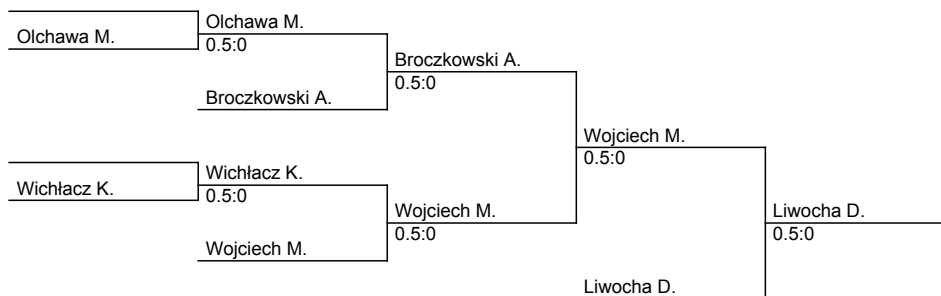 Olchawa M.
Olchawa M.
0.5:0
Broczkowski A.
Broczkowski A.
0.5:0
Wichłacz K.
Wichłacz K.
0.5:0
Wojciech M.
Wojciech M.
0.5:0
Wojciech M.
0.5:0
Liwocha D.
Liwocha D.
0.5:0